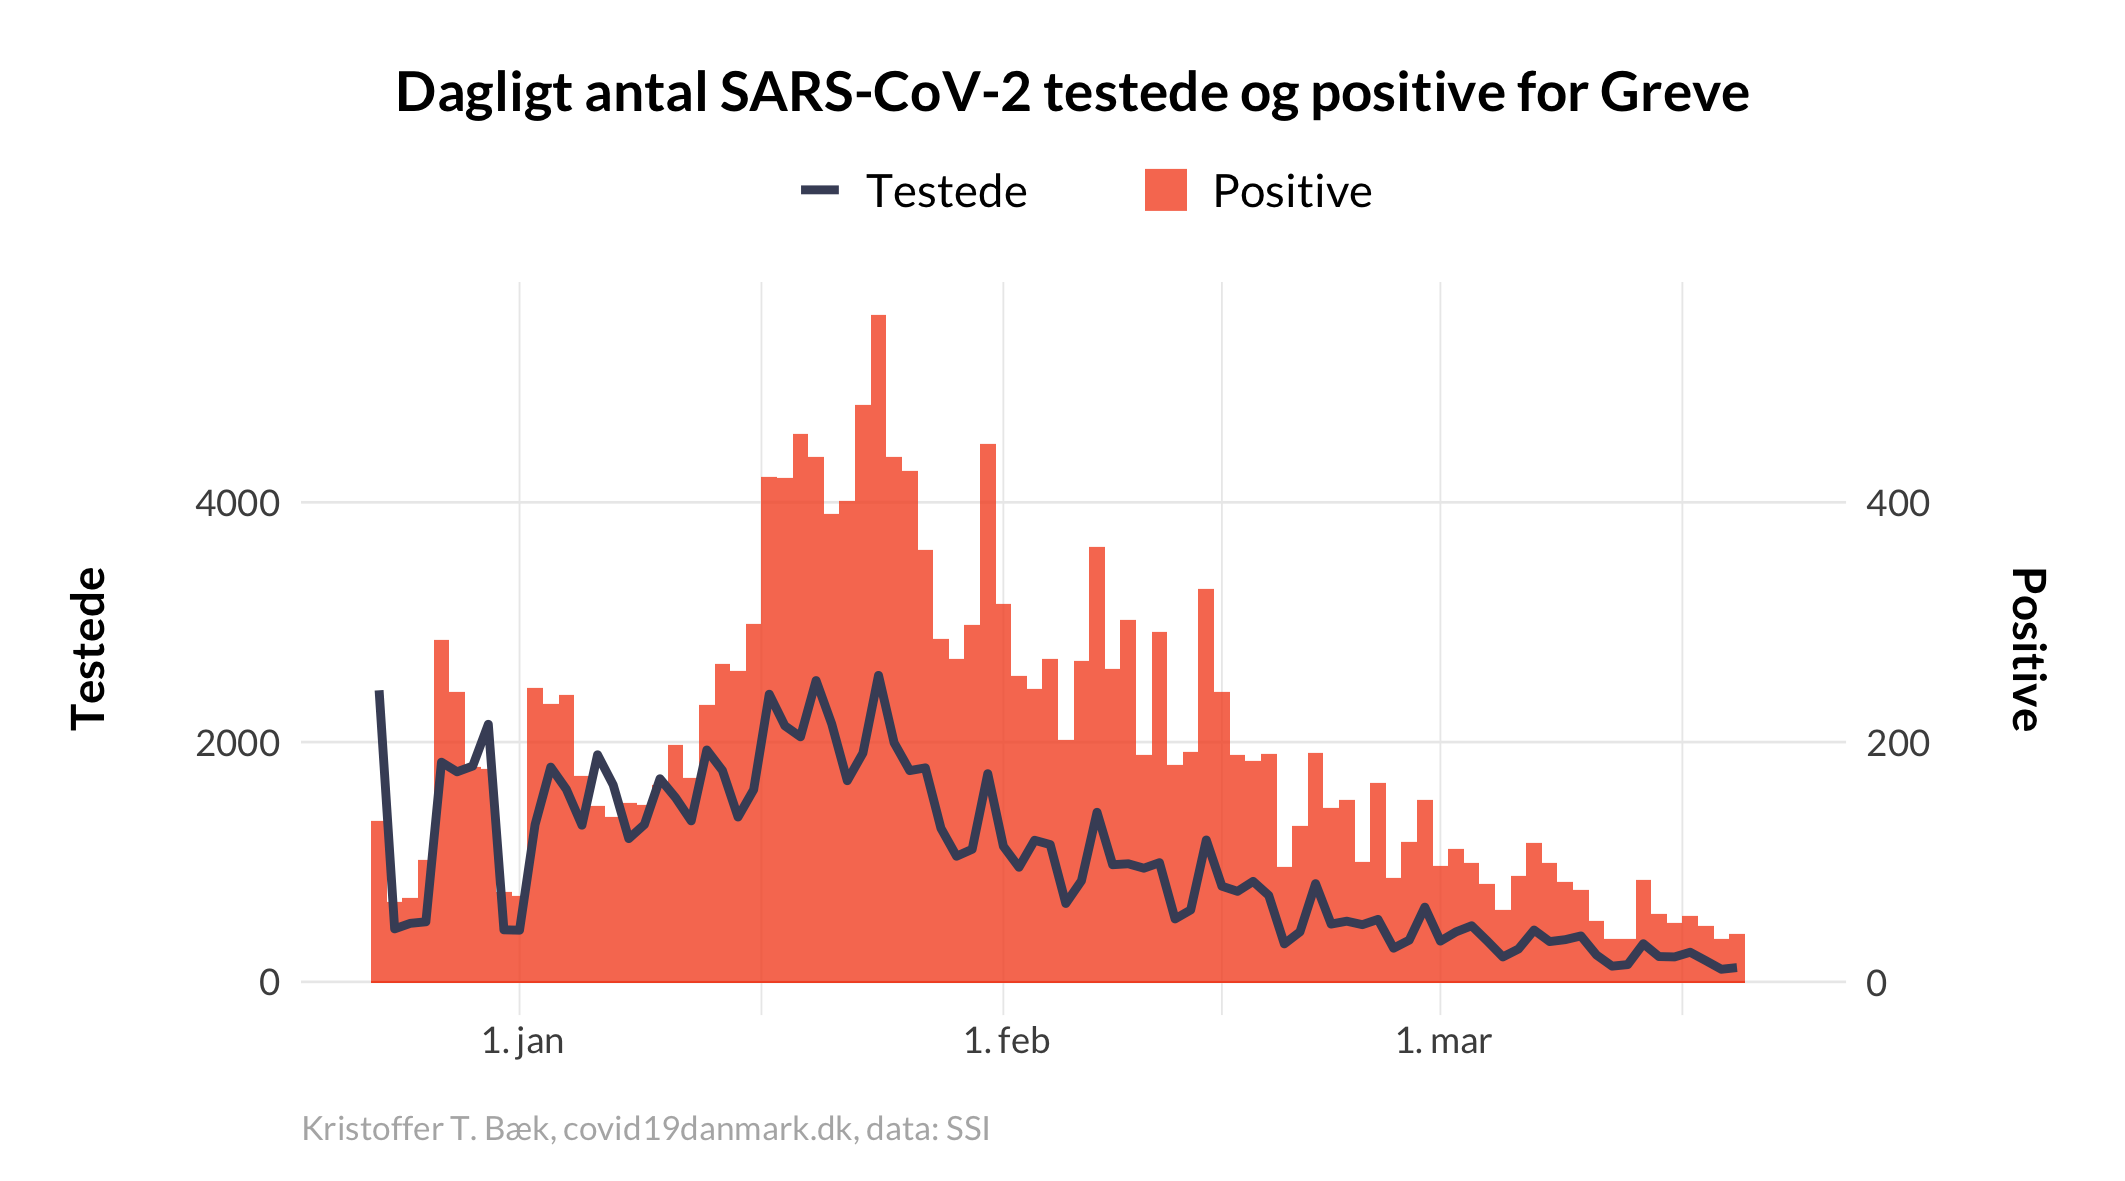 Dagligt antal SARS-CoV-2 testede og positive for Greve
Testede
Positive
4000
2000
0
Testede
400
200
0
Positive
1. jan
1. feb
1. mar
Kristoffer T. Bæk, covid19danmark.dk, data: SSI